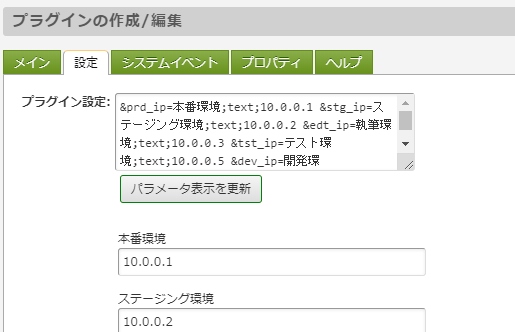 プラグインの作成/編集
メイン
設定
システムイベント
プロパティ
ヘルプ
プラグイン設定:
&prd_ip=本番環境;text;10.0.0.1 &stg_ip=ス
テージング環境;text;10.0.0.2 &edt_ip=執筆環
境;text;10.0.0.3 &tst_ip=テスト環
境;text;10.0.0.5 &dev_ip=開発環
パラメータ表示を更新
本番環境
10.0.0.1
ステージング環境
10.0.0.2